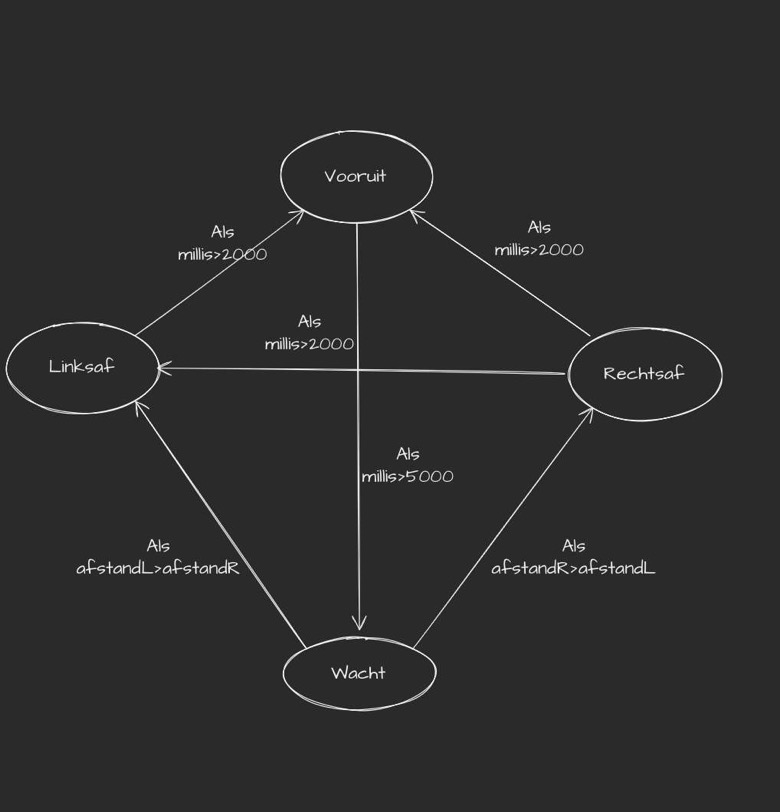 Vooruit
Als
millis>2000
Als
millis>2000
Als
millis>2000
Linksaf
Rechtsaf
Als
millis>5000
Als
afstandL>afstandR
Als
afstandR>afstandL
Wacht